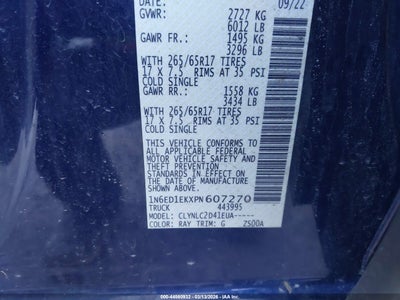 DATE: 09/22
GVWR: 2727 KG
6012 LB
GAWR FR.: 1495 KG
3296 LB
WITH 265/65R17 TIRES
17 X 7.5 RIMS AT 35 PSI
COLD SINGLE
GAWR RR.: 1558 KG
3434 LB
WITH 265/65R17 TIRES
17 X 7.5 RIMS AT 35 PSI
COLD SINGLE
THIS VEHICLE CONFORMS TO
ALL APPLICABLE FEDERAL
MOTOR VEHICLE SAFETY
AND THEFT PREVENTION
STANDARDS IN EFFECT ON
THE DATE OF MANUFACTURE
SHOWN ABOVE.
1N6ED1EKXPN607270
TRUCK 443995
MODEL: CLYNLC2D41EUA-----
COLOR: RAY TRIM: G ZSDDA